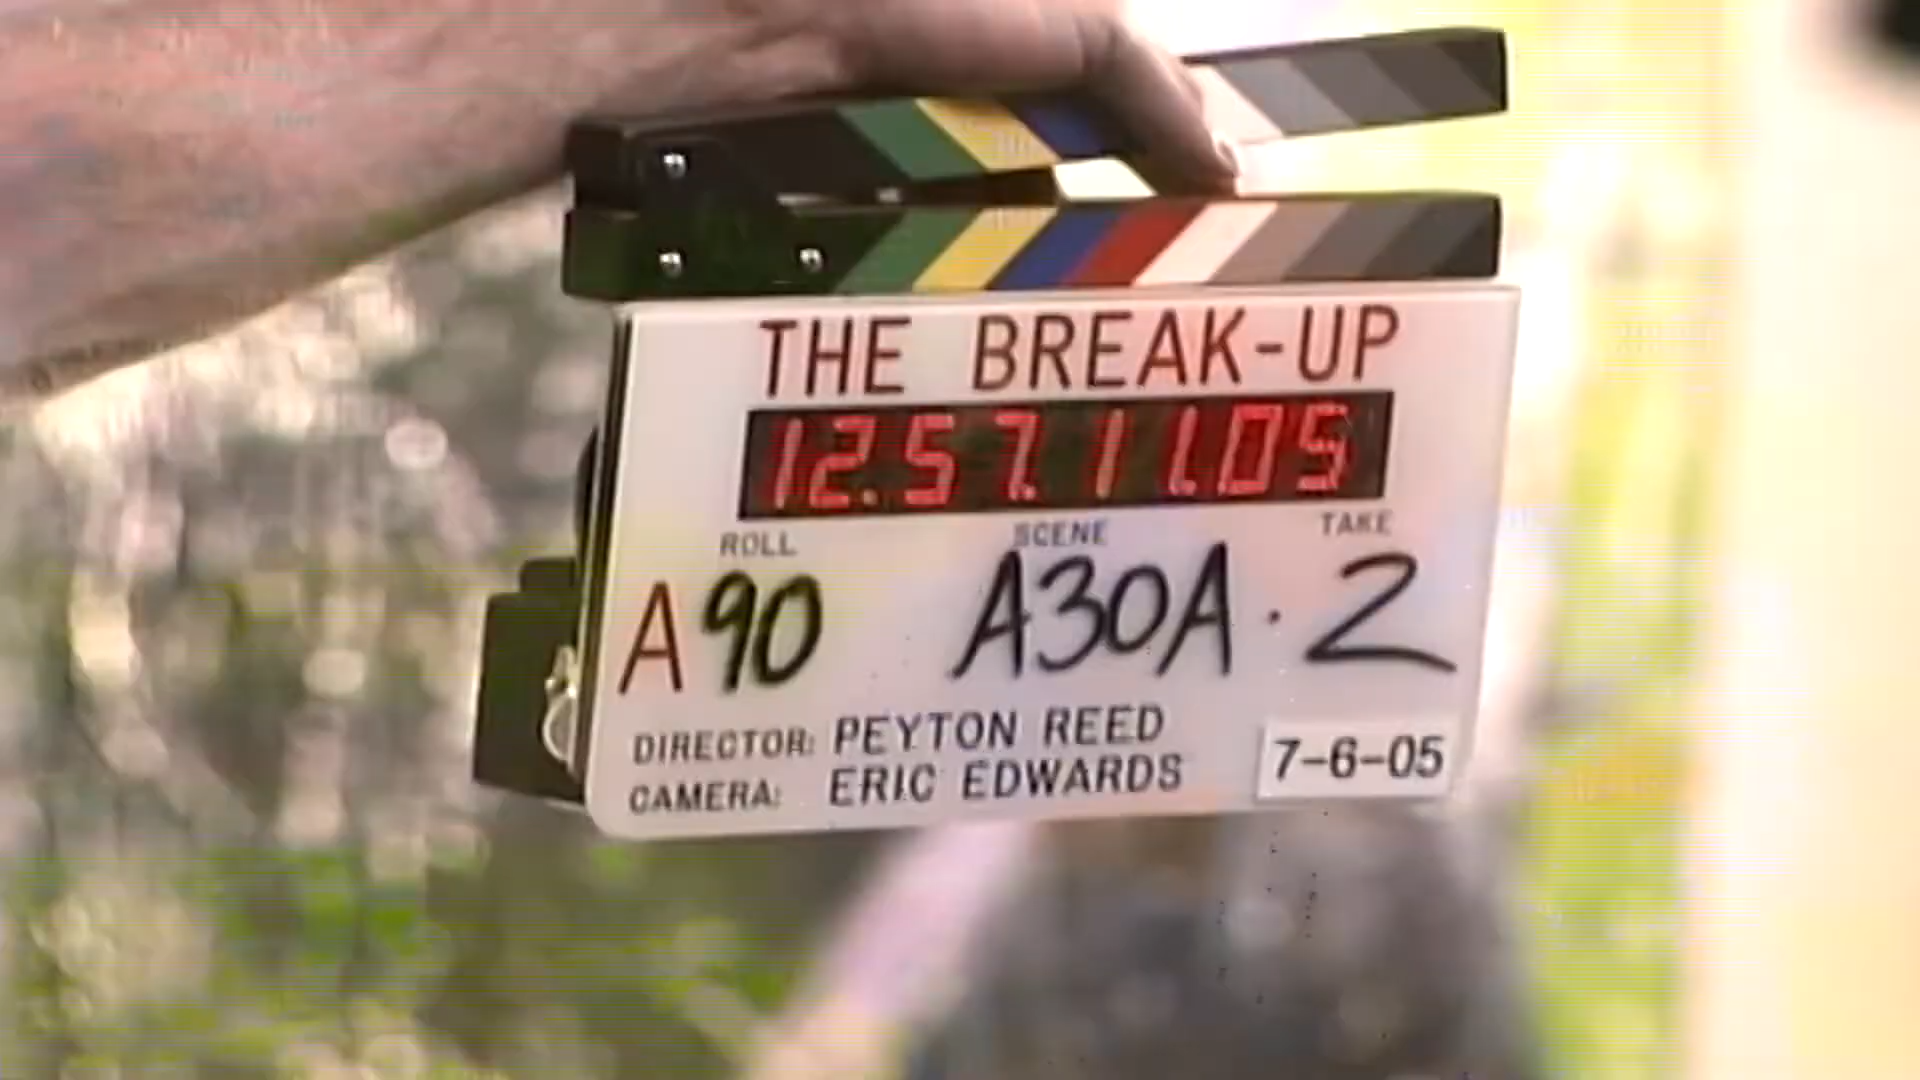 THE BREAK-UP
12.57.11.05
ROLL SCENE TAKE
A90 A30A. 2
DIRECTOR: PEYTON REED
CAMERA: ERIC EDWARDS
7-6-05